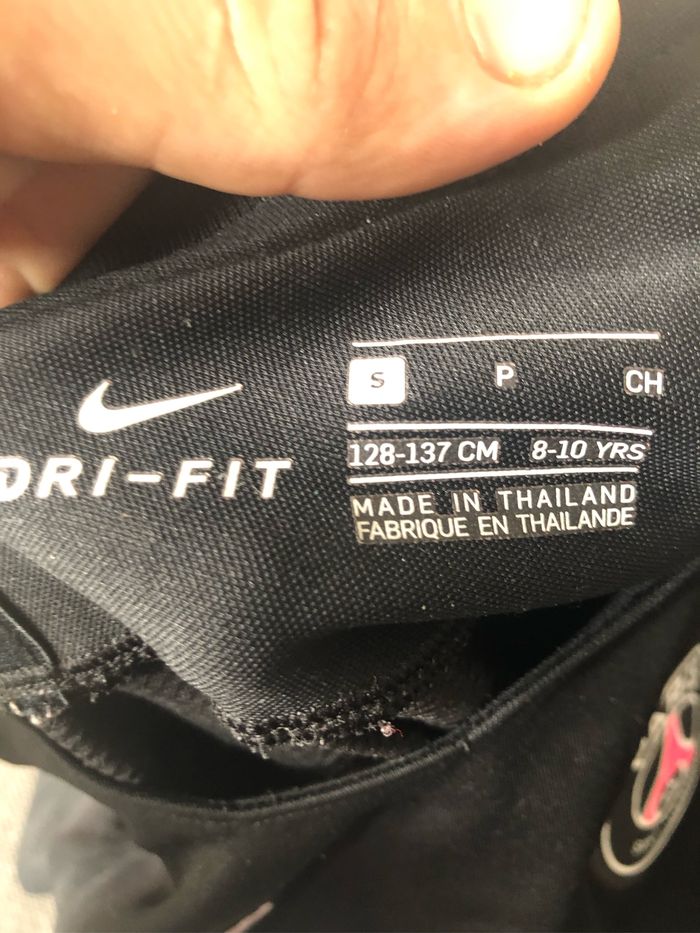 S P CH
128-137 CM 8-10 YRS
MADE IN THAILAND
FABRIQUE EN THAILANDE
DRI-FIT